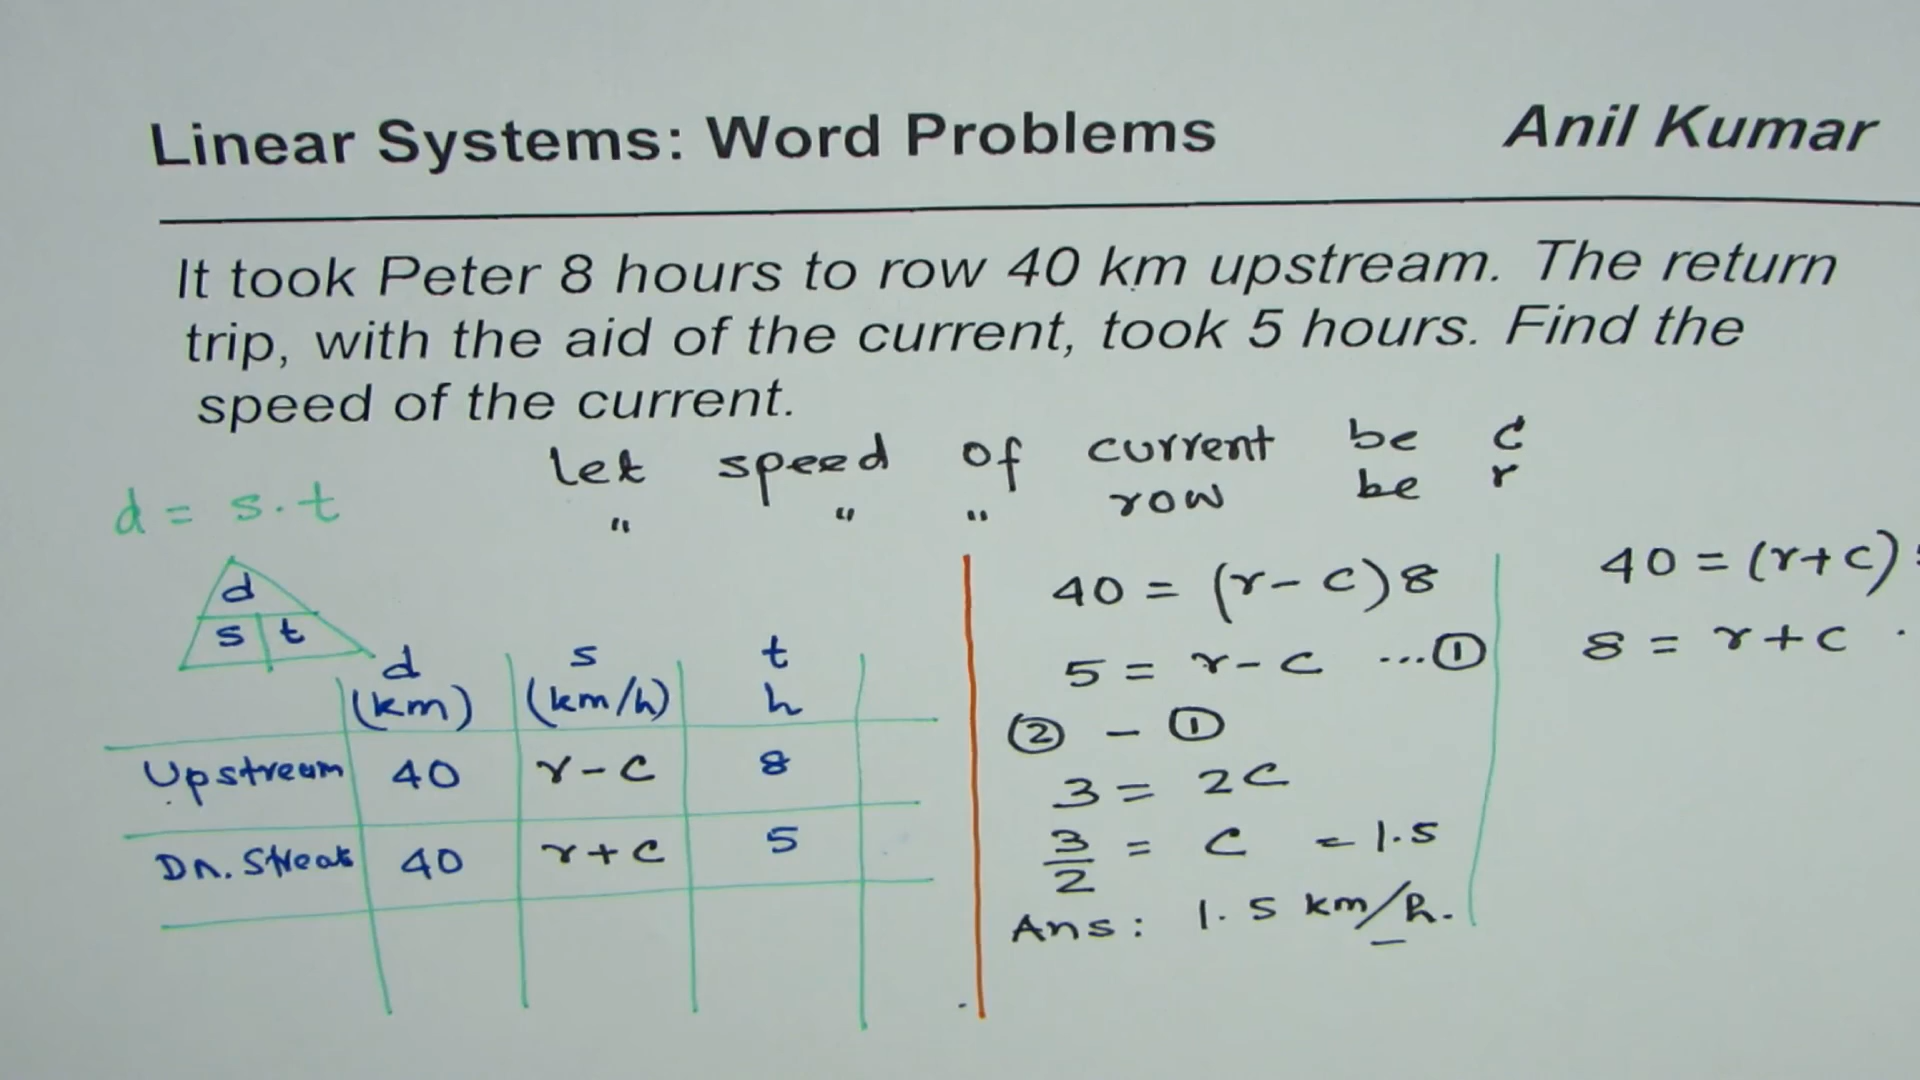 Linear Systems: Word Problems
Anil Kumar
It took Peter 8 hours to row 40 km upstream. The return
trip, with the aid of the current, took 5 hours. Find the
speed of the current.
Let speed of current be c
" " " row be r
d = s.t
d
s t
d s t
(km) (km/h) h
Upstream 40 r-c 8
Dn. Stream 40 r+c 5
40 = (r-c)8
5 = r-c ...①
② - ①
3 = 2c
3/2 = c = 1.5
Ans: 1.5 km/h.
40 = (r+c)
8 = r+c